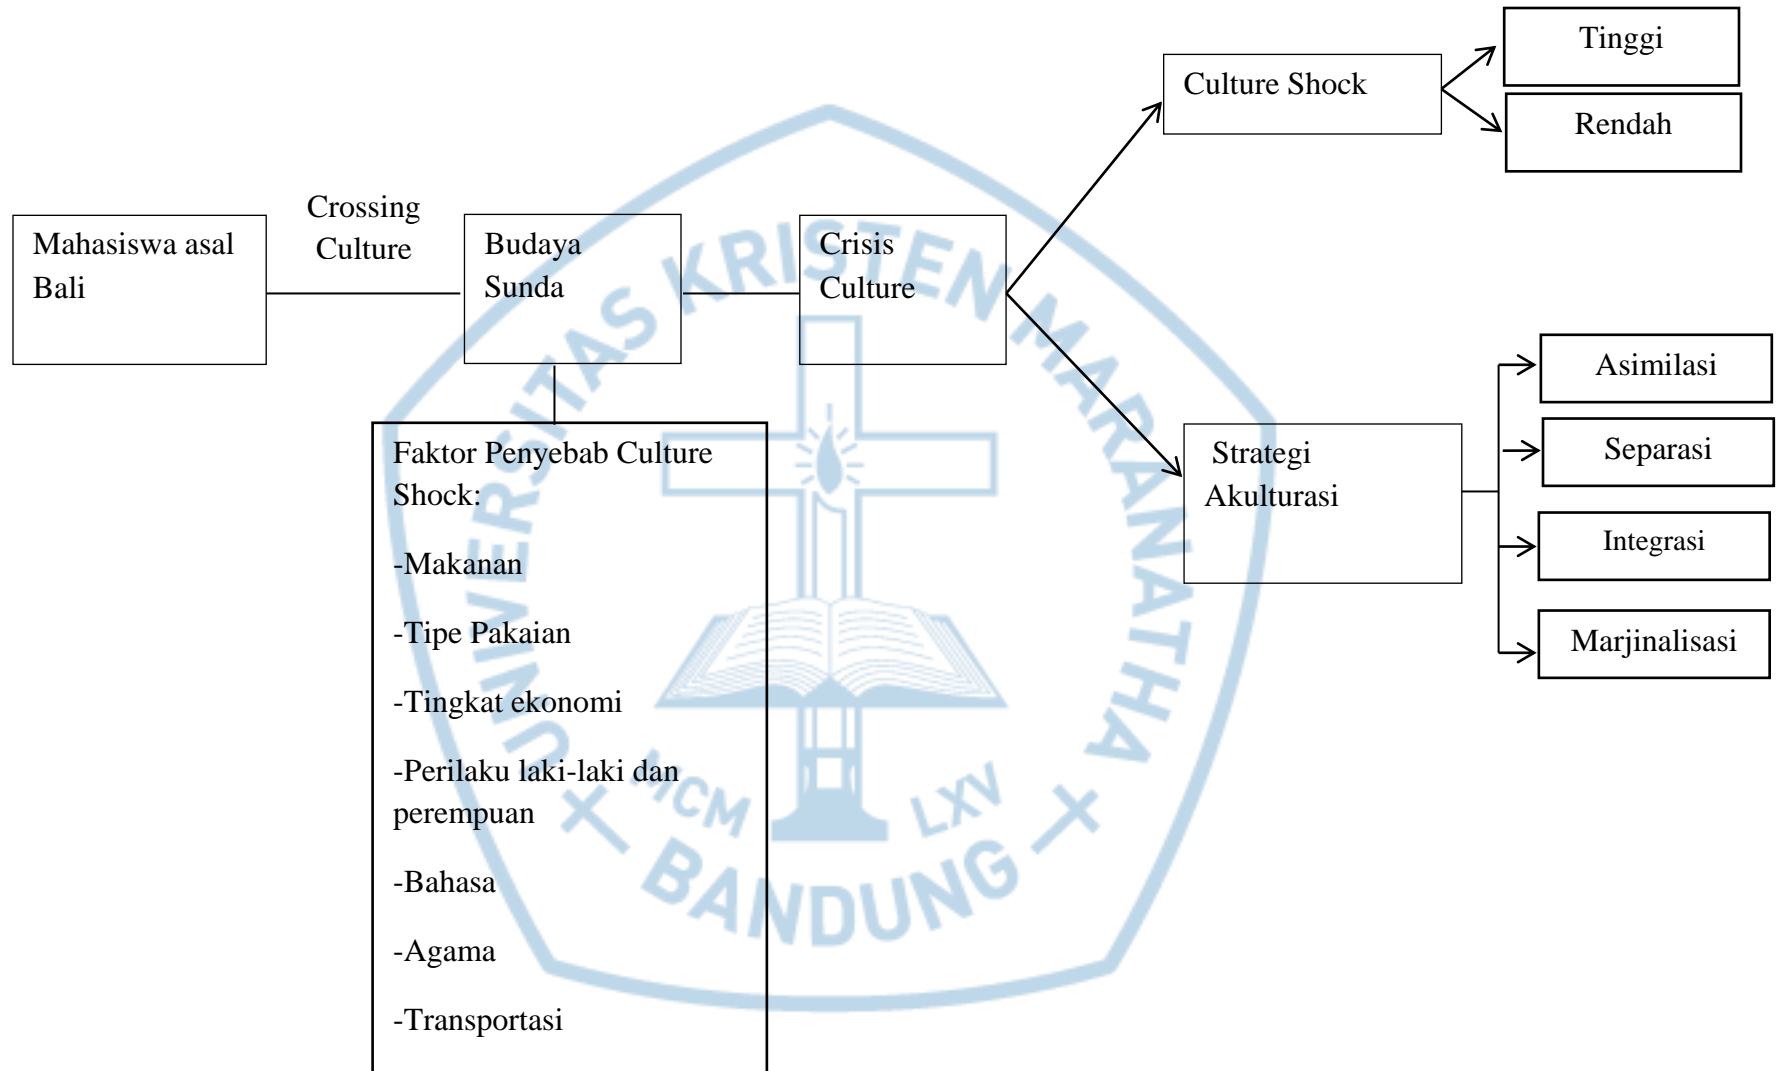 Mahasiswa asal
Bali
Crossing
Culture
Budaya
Sunda
Crisis
Culture
Culture Shock
Tinggi
Rendah
Strategi
Akulturasi
Asimilasi
Separasi
Integrasi
Marjinalisasi
Faktor Penyebab Culture
Shock:
-Makanan
-Tipe Pakaian
-Tingkat ekonomi
-Perilaku laki-laki dan
perempuan
-Bahasa
-Agama
-Transportasi
UNIVERSITAS KRISTEN MARANATHA
MCM LXV
BANDUNG